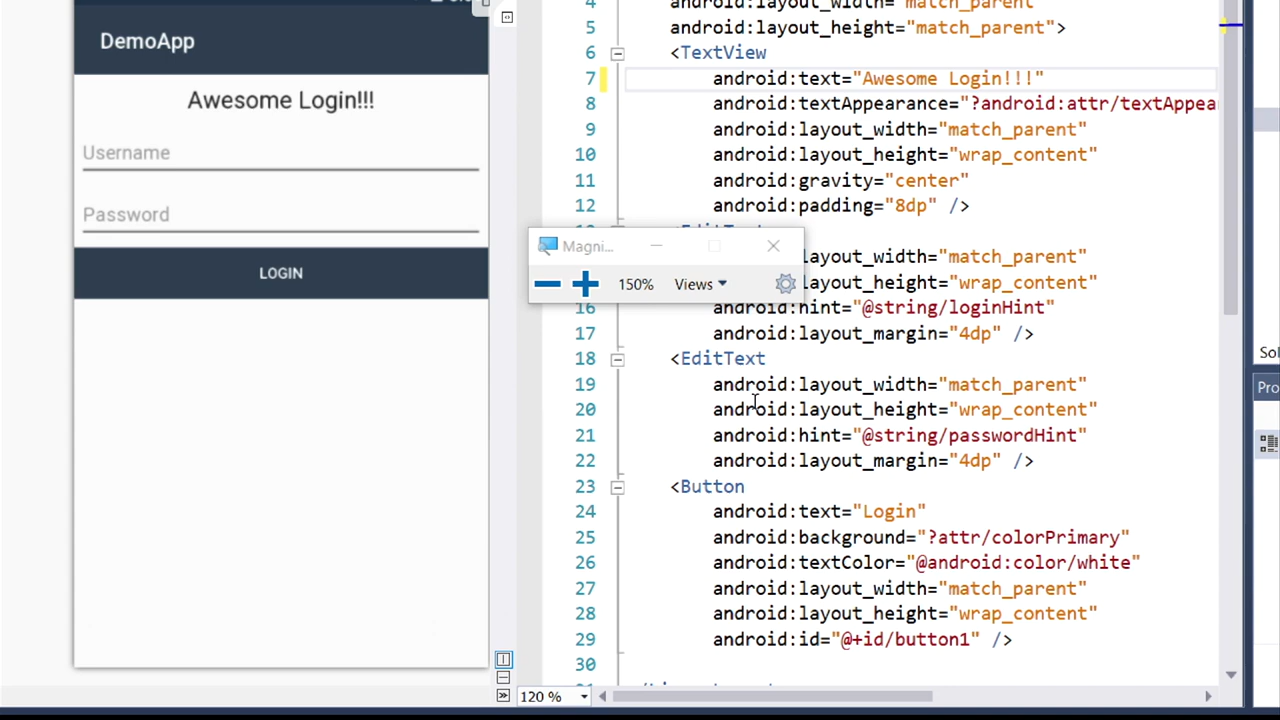 DemoApp
Awesome Login!!!
Username
Password
LOGIN
4 android:layout_width="match_parent"
5 android:layout_height="match_parent">
6 <TextView
7 android:text="Awesome Login!!!"
8 android:textAppearance="?android:attr/textAppear
9 android:layout_width="match_parent"
10 android:layout_height="wrap_content"
11 android:gravity="center"
12 android:padding="8dp" />
<EditText
Magni...
150% Views
layout_width="match_parent"
layout_height="wrap_content"
16 android:hint="@string/loginHint"
17 android:layout_margin="4dp" />
18 <EditText
19 android:layout_width="match_parent"
20 android:layout_height="wrap_content"
21 android:hint="@string/passwordHint"
22 android:layout_margin="4dp" />
23 <Button
24 android:text="Login"
25 android:background="?attr/colorPrimary"
26 android:textColor="@android:color/white"
27 android:layout_width="match_parent"
28 android:layout_height="wrap_content"
29 android:id="@+id/button1" />
30
120 %
Sol
Pro